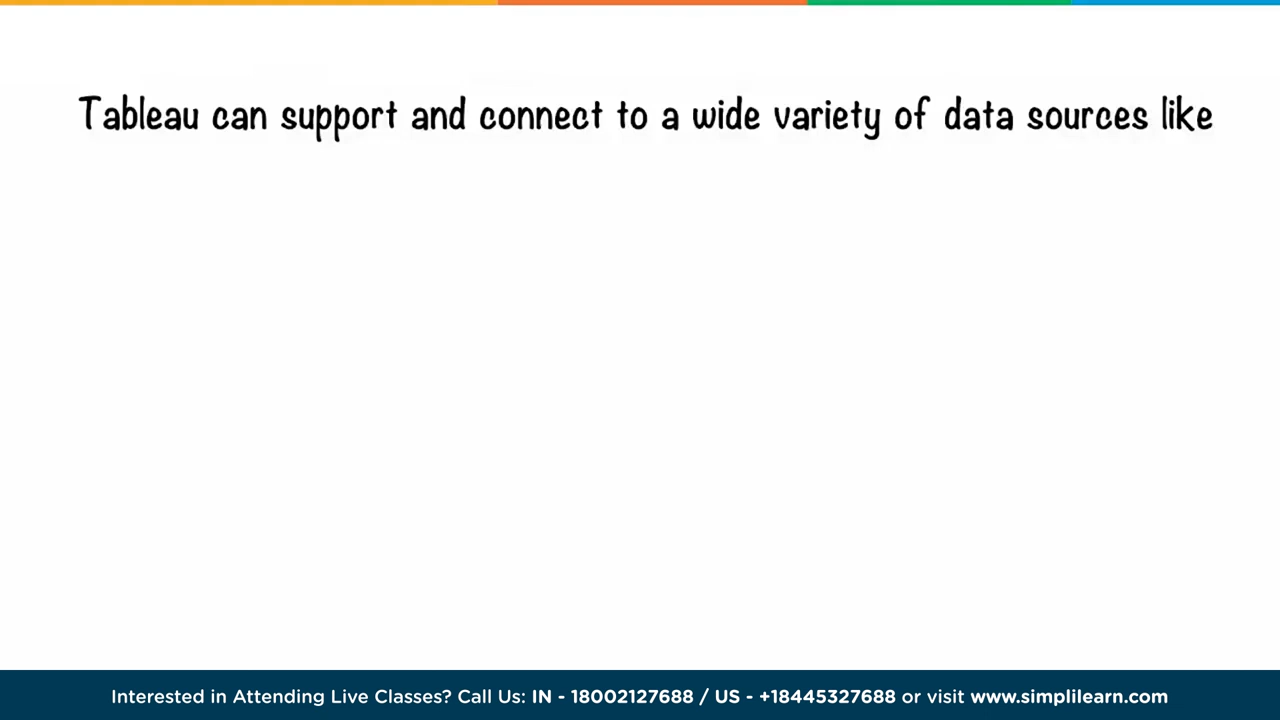 Tableau can support and connect to a wide variety of data sources like
Interested in Attending Live Classes? Call Us: IN - 18002127688 / US - +18445327688 or visit www.simplilearn.com